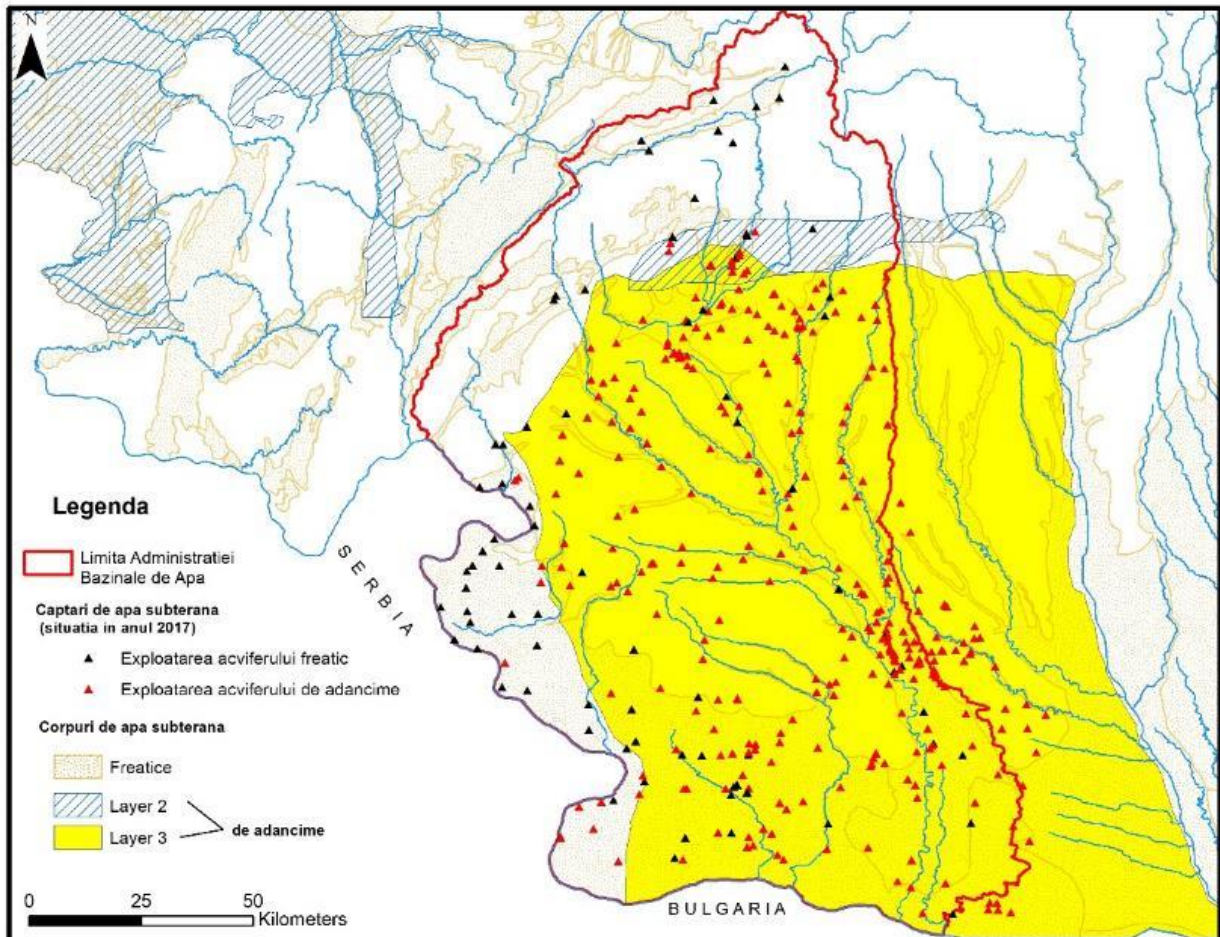 N
SERBIA
BULGARIA
Legenda
Limita Administratiei
Bazinale de Apa
Captari de apa subterana
(situatia in anul 2017)
Exploatarea acviferului freatic
Exploatarea acviferului de adancime
Corpuri de apa subterana
Freatice
Layer 2
de adancime
Layer 3
0 25 50
Kilometers